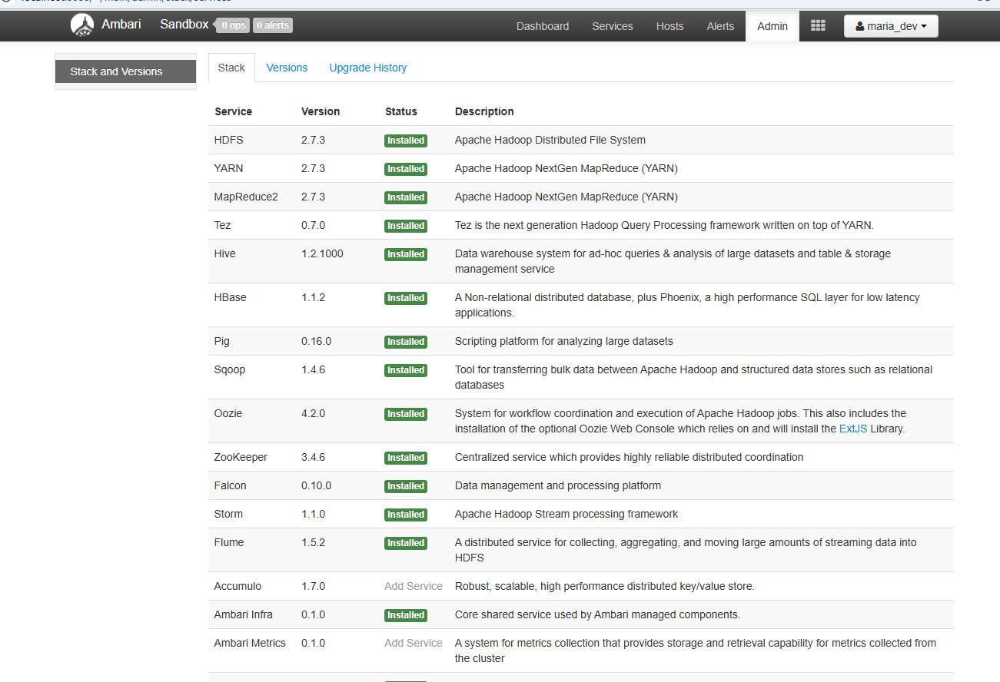 Ambari Sandbox 0 ops 0 alerts Dashboard Services Hosts Alerts Admin maria_dev
Stack and Versions
Stack Versions Upgrade History
Service Version Status Description
HDFS 2.7.3 Installed Apache Hadoop Distributed File System
YARN 2.7.3 Installed Apache Hadoop NextGen MapReduce (YARN)
MapReduce2 2.7.3 Installed Apache Hadoop NextGen MapReduce (YARN)
Tez 0.7.0 Installed Tez is the next generation Hadoop Query Processing framework written on top of YARN.
Hive 1.2.1000 Installed Data warehouse system for ad-hoc queries & analysis of large datasets and table & storage
management service
HBase 1.1.2 Installed A Non-relational distributed database, plus Phoenix, a high performance SQL layer for low latency
applications.
Pig 0.16.0 Installed Scripting platform for analyzing large datasets
Sqoop 1.4.6 Installed Tool for transferring bulk data between Apache Hadoop and structured data stores such as relational
databases
Oozie 4.2.0 Installed System for workflow coordination and execution of Apache Hadoop jobs. This also includes the
installation of the optional Oozie Web Console which relies on and will install the ExtJS Library.
ZooKeeper 3.4.6 Installed Centralized service which provides highly reliable distributed coordination
Falcon 0.10.0 Installed Data management and processing platform
Storm 1.1.0 Installed Apache Hadoop Stream processing framework
Flume 1.5.2 Installed A distributed service for collecting, aggregating, and moving large amounts of streaming data into
HDFS
Accumulo 1.7.0 Add Service Robust, scalable, high performance distributed key/value store.
Ambari Infra 0.1.0 Installed Core shared service used by Ambari managed components.
Ambari Metrics 0.1.0 Add Service A system for metrics collection that provides storage and retrieval capability for metrics collected from
the cluster